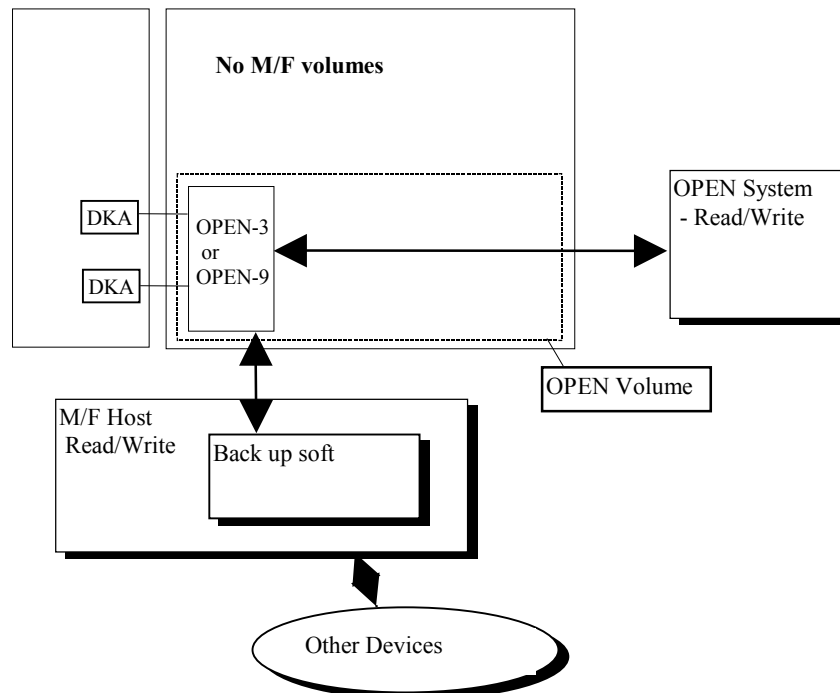 No M/F volumes
OPEN System
- Read/Write
DKA
OPEN-3
or
OPEN-9
DKA
OPEN Volume
M/F Host
Read/Write
Back up soft
Other Devices